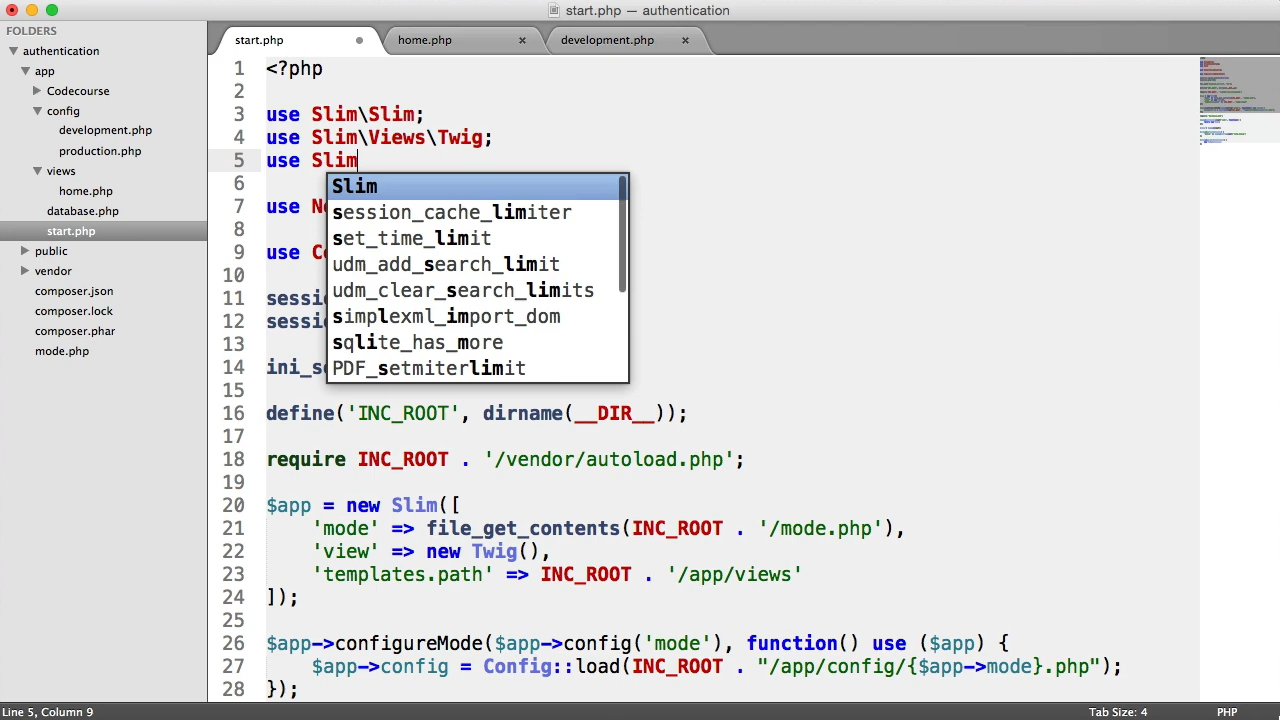 start.php — authentication
FOLDERS
authentication
app
Codecourse
config
development.php
production.php
views
home.php
database.php
start.php
public
vendor
composer.json
composer.lock
composer.phar
mode.php
start.php
home.php
development.php
1 <?php
2
3 use Slim\Slim;
4 use Slim\Views\Twig;
5 use Slim
6
7 use No
8
9 use Co
10
11 sessi
12 sessi
13
14 ini_s
15
16 define('INC_ROOT', dirname(__DIR__));
17
18 require INC_ROOT . '/vendor/autoload.php';
19
20 $app = new Slim([
21 'mode' => file_get_contents(INC_ROOT . '/mode.php'),
22 'view' => new Twig(),
23 'templates.path' => INC_ROOT . '/app/views'
24 ]);
25
26 $app->configureMode($app->config('mode'), function() use ($app) {
27 $app->config = Config::load(INC_ROOT . "/app/config/{$app->mode}.php");
28 });
Slim
session_cache_limiter
set_time_limit
udm_add_search_limit
udm_clear_search_limits
simplexml_import_dom
sqlite_has_more
PDF_setmiterlimit
Line 5, Column 9
Tab Size: 4
PHP